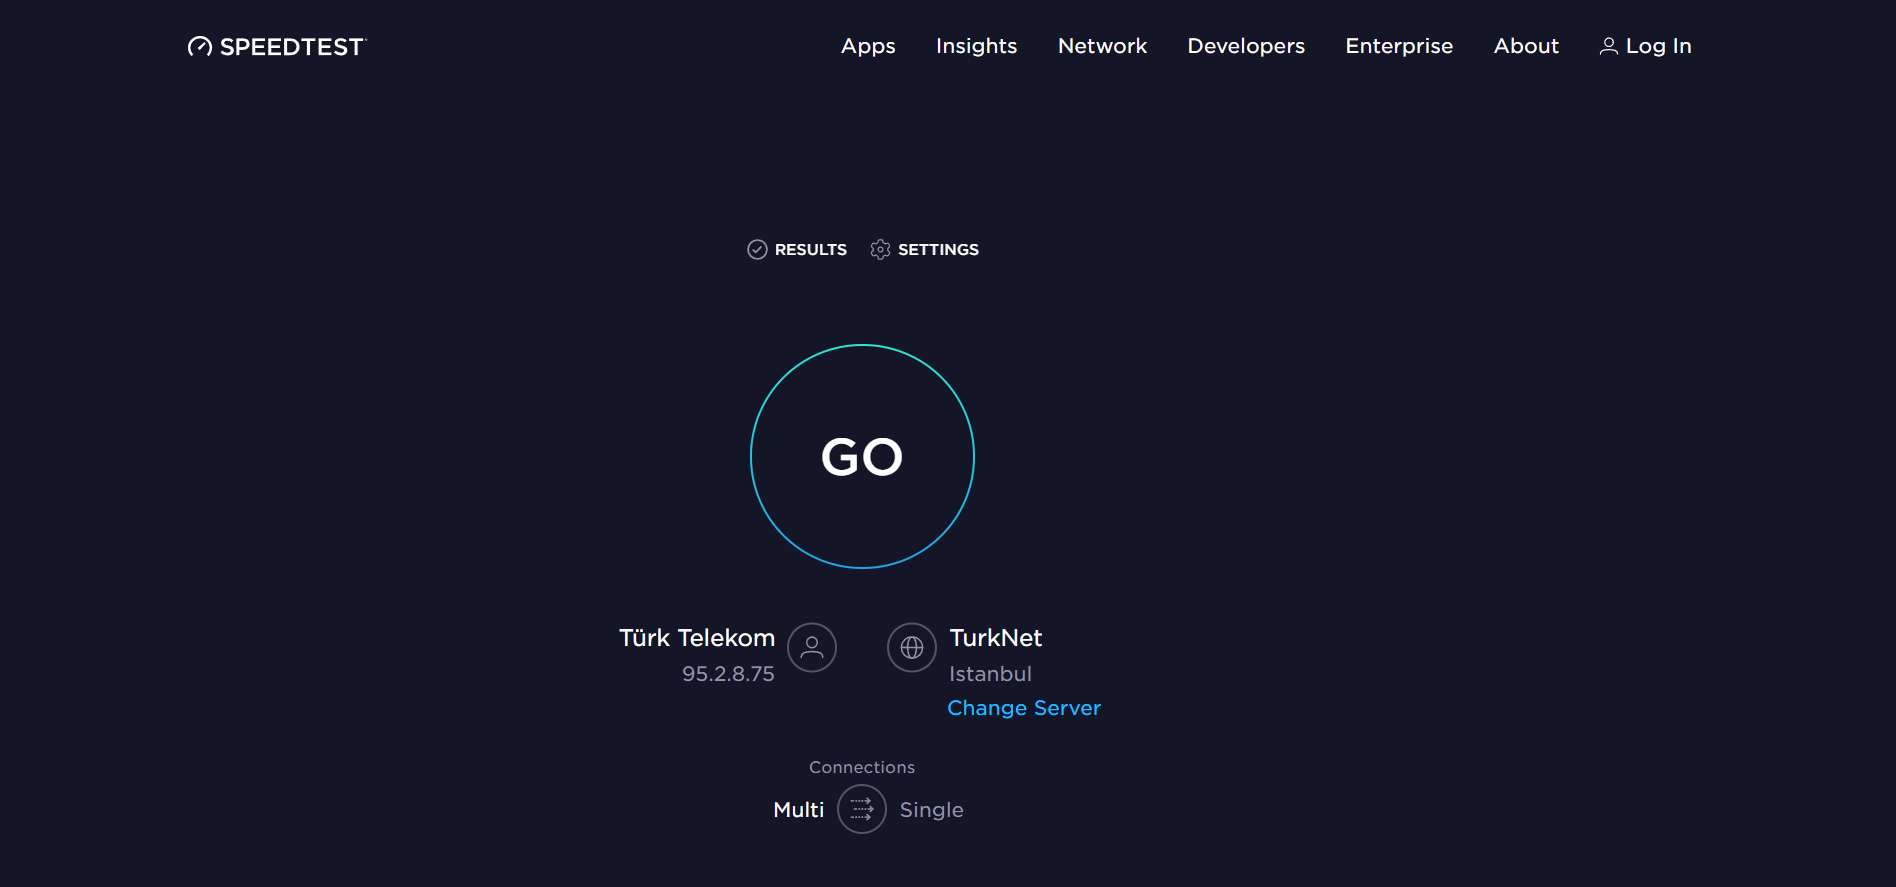 SPEEDTEST
Apps Insights Network Developers Enterprise About Log In
RESULTS SETTINGS
GO
Türk Telekom
95.2.8.75
TurkNet
Istanbul
Change Server
Connections
Multi Single